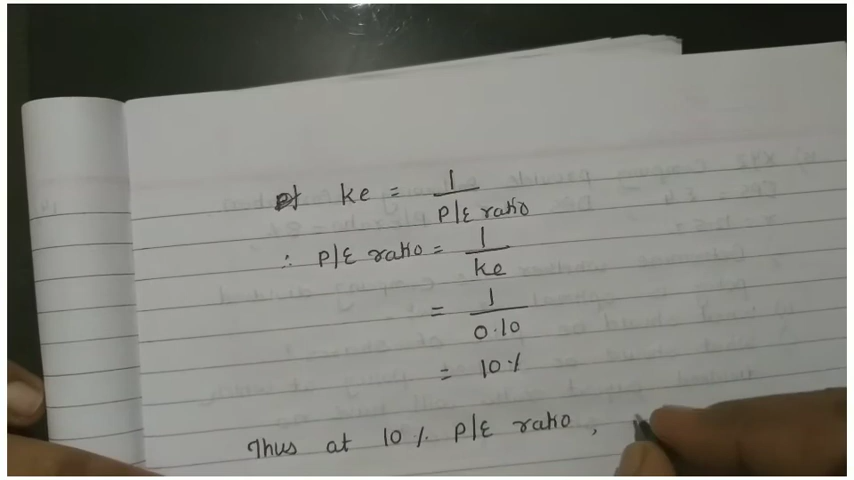 ke = 1 / P/E ratio
∴ P/E ratio = 1 / ke
= 1 / 0.10
= 10 %
Thus at 10 % P/E ratio,